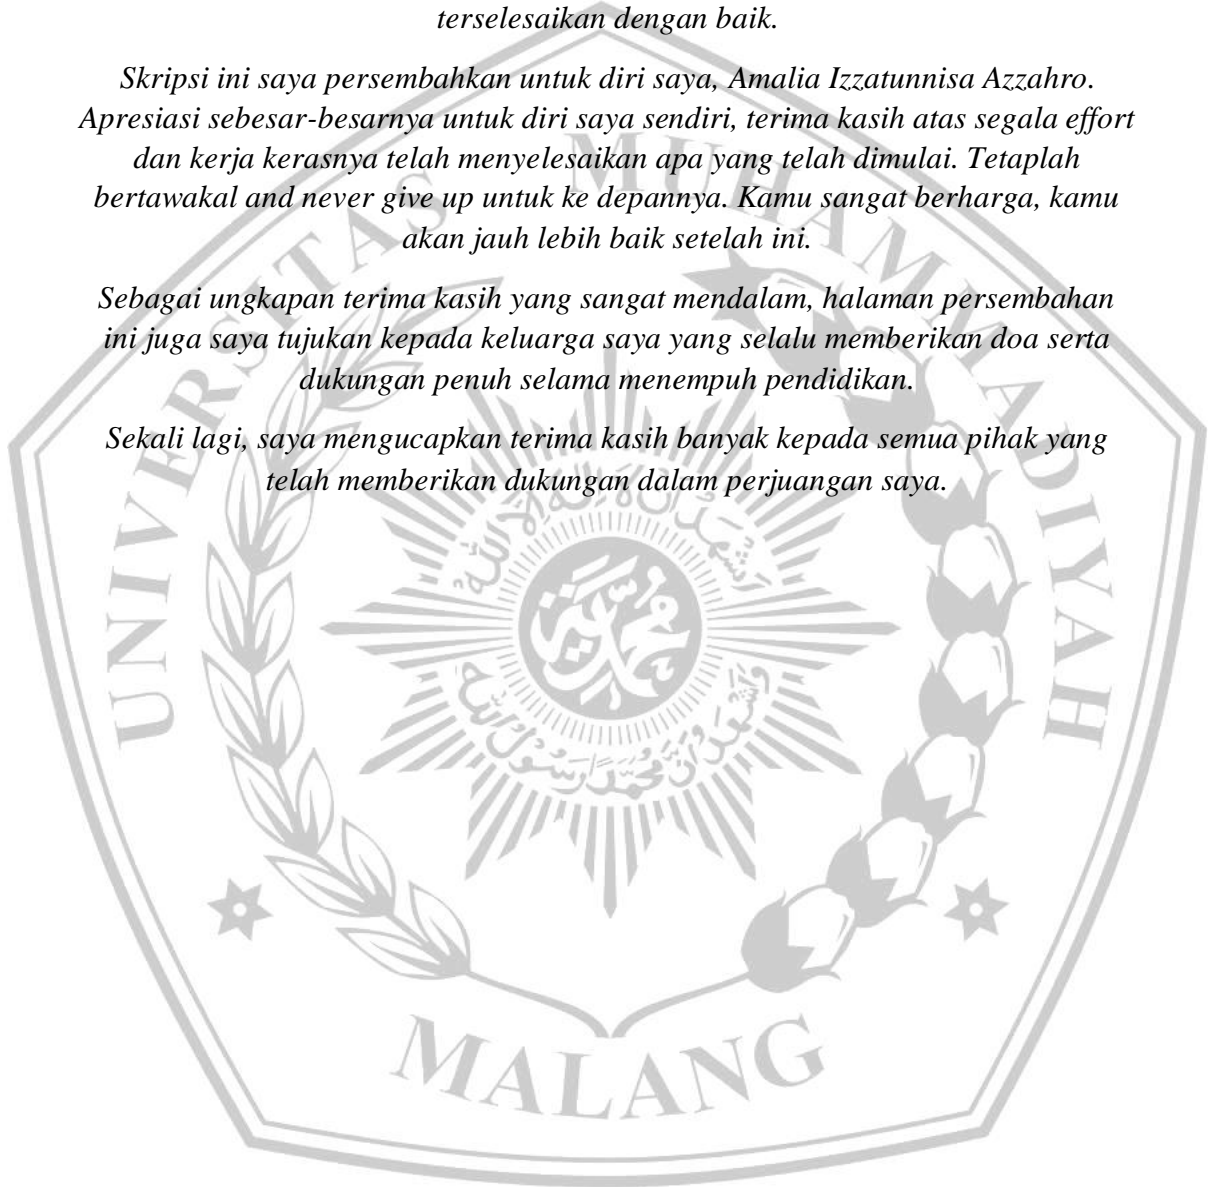 terselesaikan dengan baik.
Skripsi ini saya persembahkan untuk diri saya, Amalia Izzatunnisa Azzahro.
Apresiasi sebesar-besarnya untuk diri saya sendiri, terima kasih atas segala effort
dan kerja kerasnya telah menyelesaikan apa yang telah dimulai. Tetaplah
bertawakal and never give up untuk ke depannya. Kamu sangat berharga, kamu
akan jauh lebih baik setelah ini.
Sebagai ungkapan terima kasih yang sangat mendalam, halaman persembahan
ini juga saya tujukan kepada keluarga saya yang selalu memberikan doa serta
dukungan penuh selama menempuh pendidikan.
Sekali lagi, saya mengucapkan terima kasih banyak kepada semua pihak yang
telah memberikan dukungan dalam perjuangan saya.
UNIVERSITAS MUHAMMADIYAH
MALANG